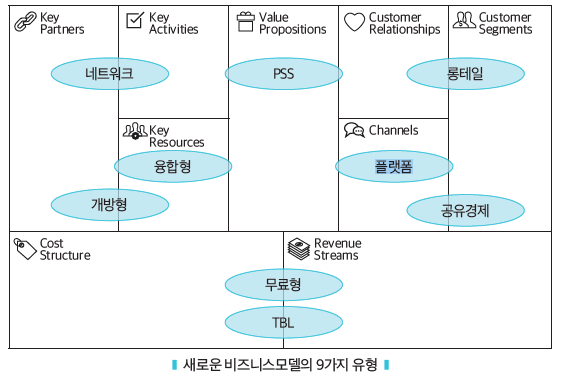 Key
Partners
Key
Activities
Value
Propositions
Customer
Relationships
Customer
Segments
네트워크
PSS
롱테일
Key
Resources
Channels
융합형
플랫폼
개방형
공유경제
Cost
Structure
Revenue
Streams
무료형
TBL
새로운 비즈니스모델의 9가지 유형